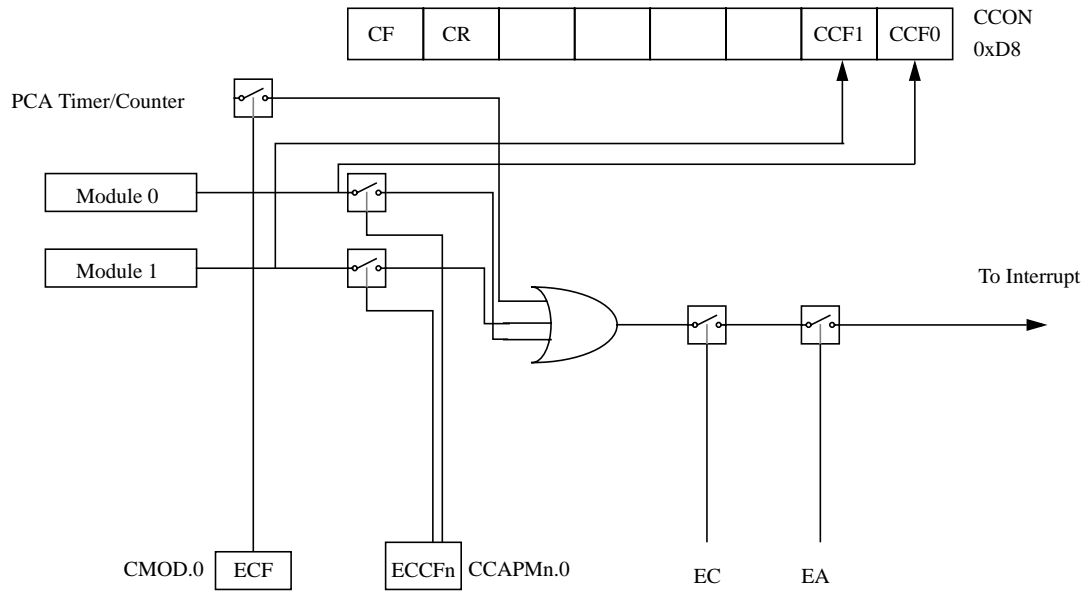 CF CR CCF1 CCF0 CCON
0xD8
PCA Timer/Counter
Module 0
Module 1
To Interrupt
CMOD.0 ECF ECCFn CCAPMn.0 EC EA